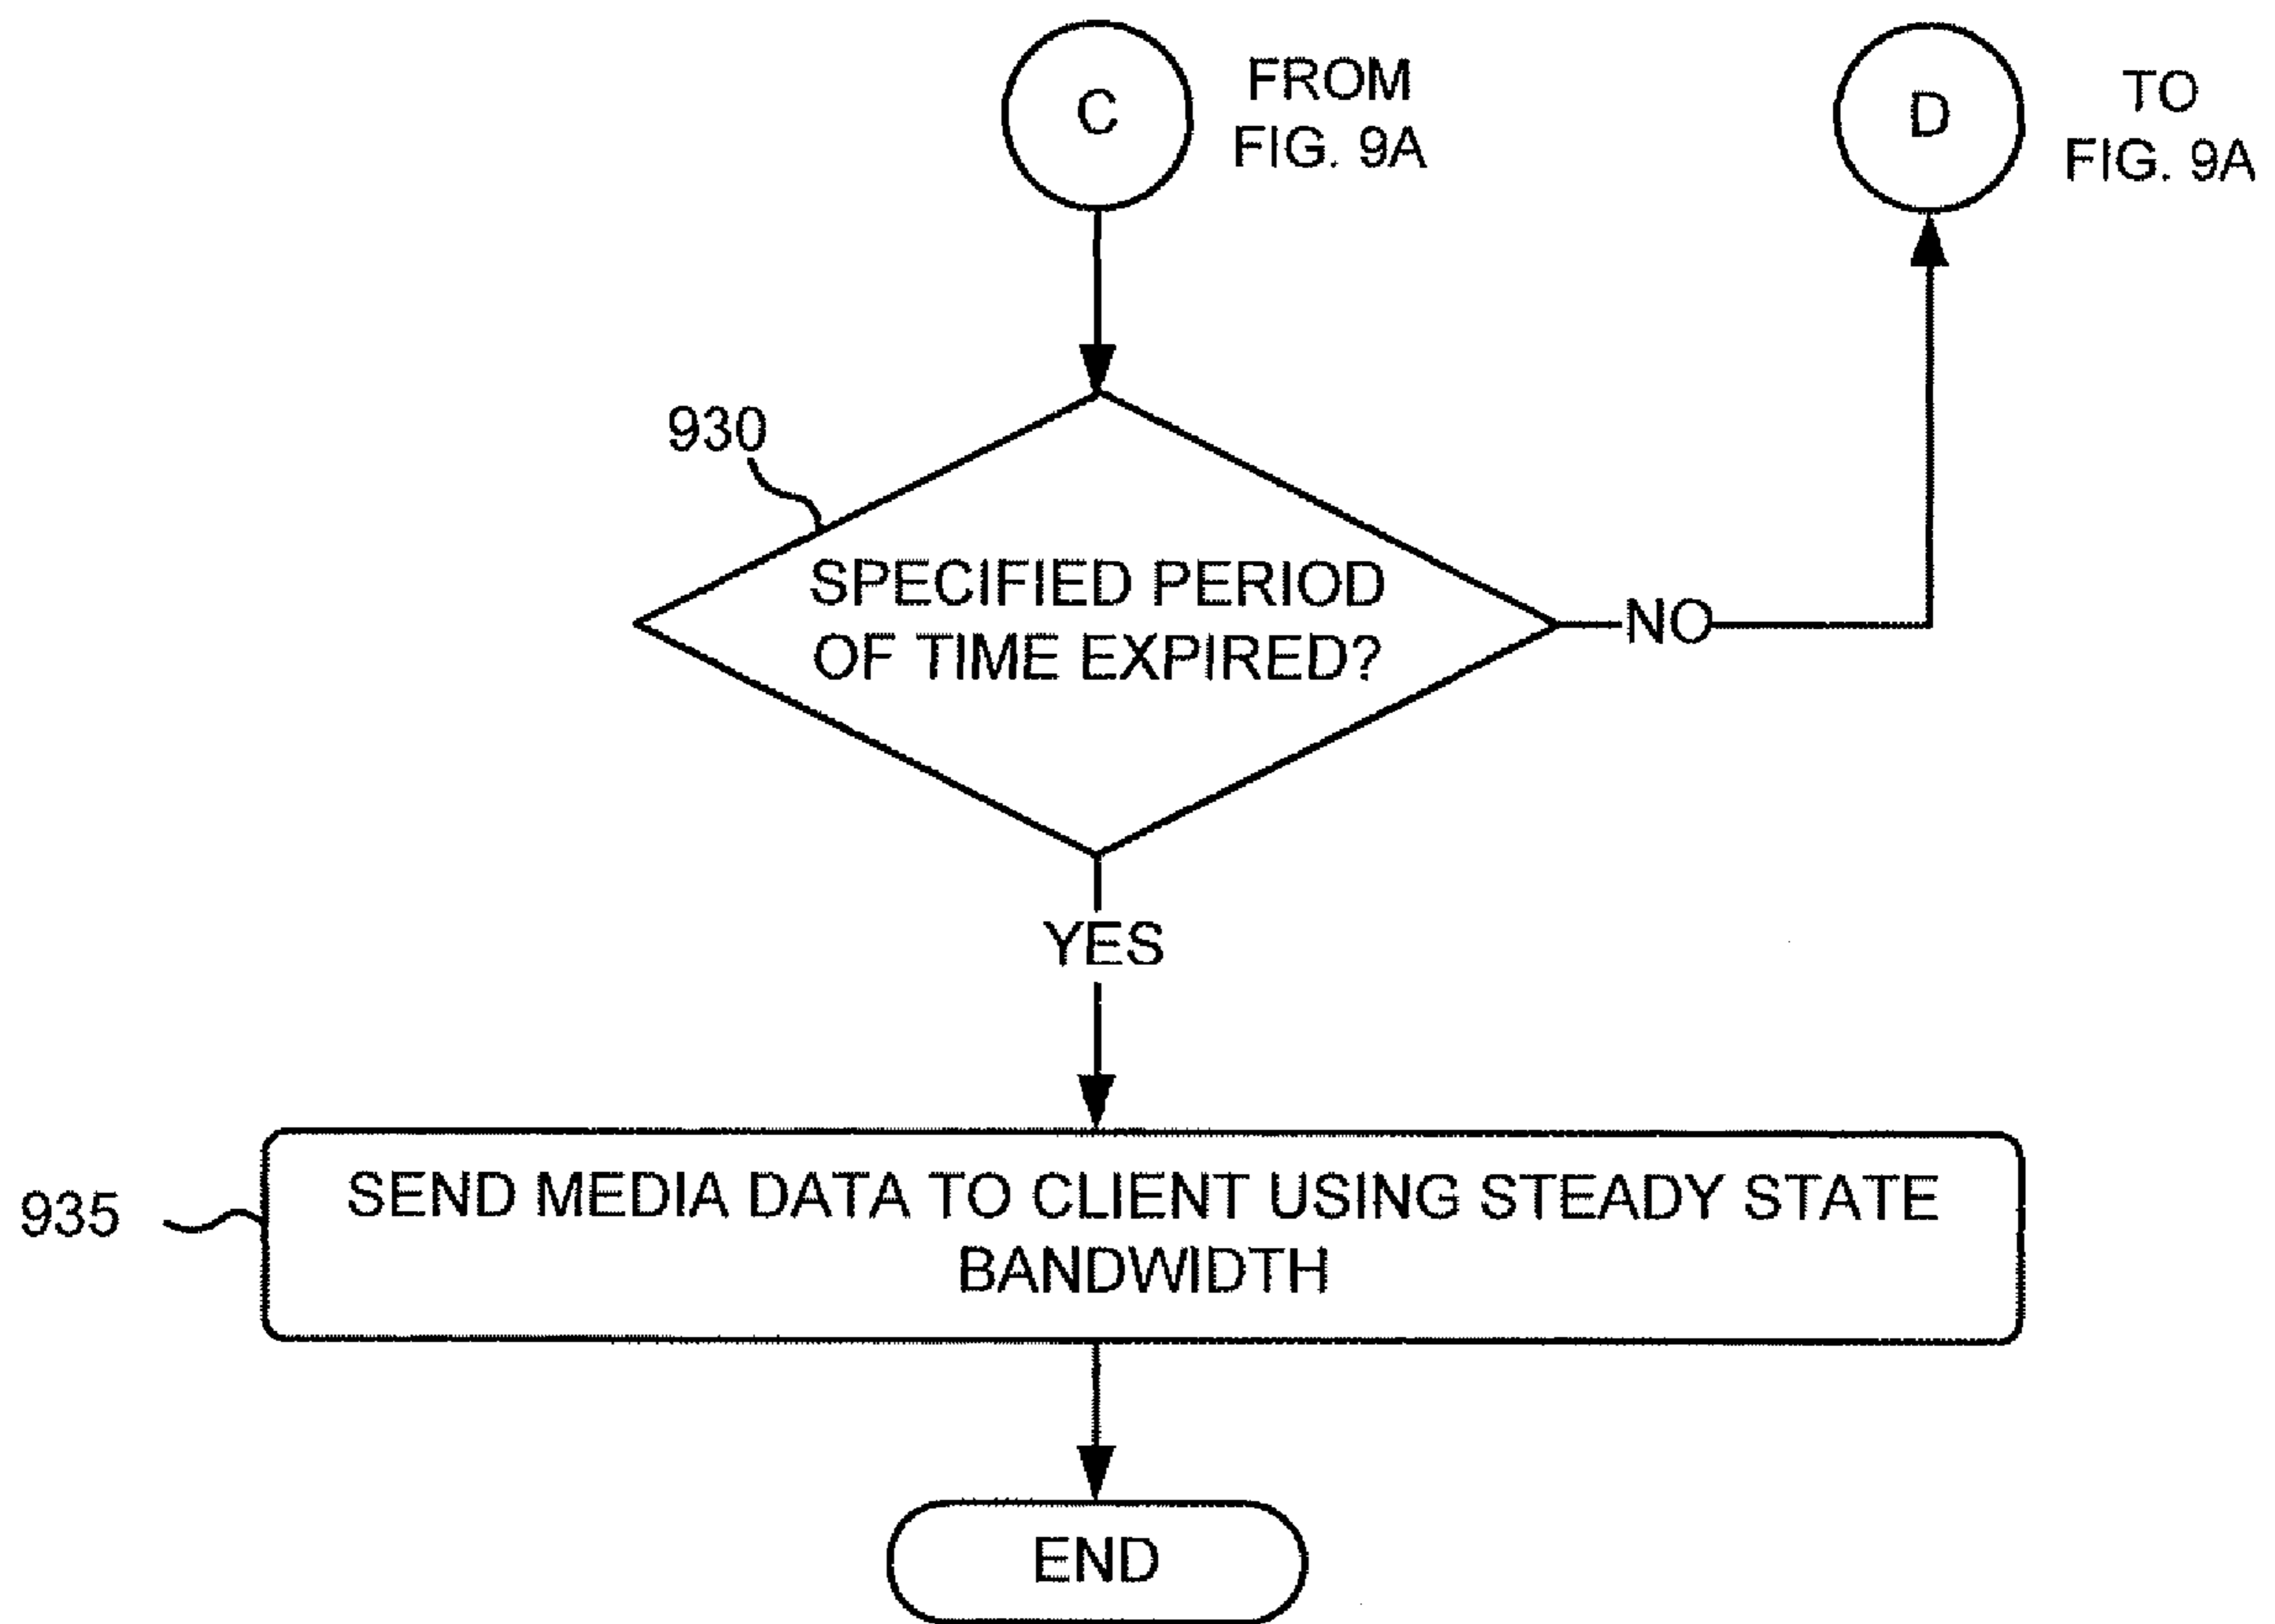 C
FROM
FIG. 9A
D
TO
FIG. 9A
930
SPECIFIED PERIOD
OF TIME EXPIRED?
NO
YES
935
SEND MEDIA DATA TO CLIENT USING STEADY STATE
BANDWIDTH
END